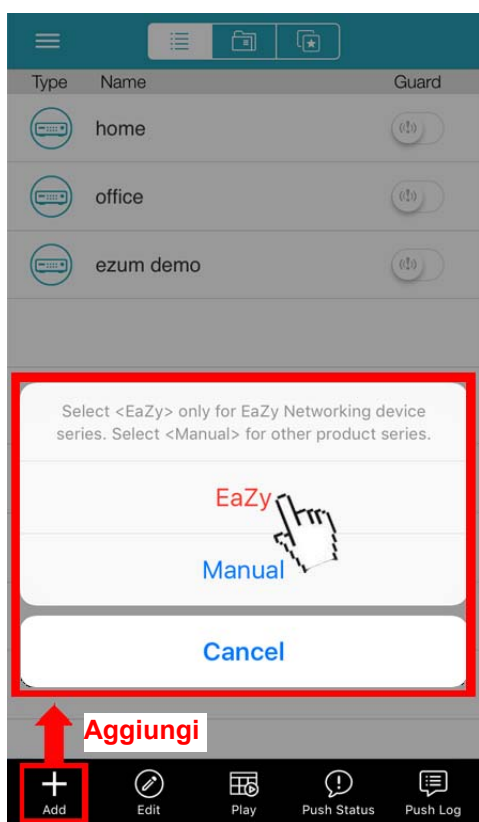 Type Name Guard
home
office
ezum demo
Select <EaZy> only for EaZy Networking device
series. Select <Manual> for other product series.
EaZy
Manual
Cancel
Aggiungi
Add Edit Play Push Status Push Log